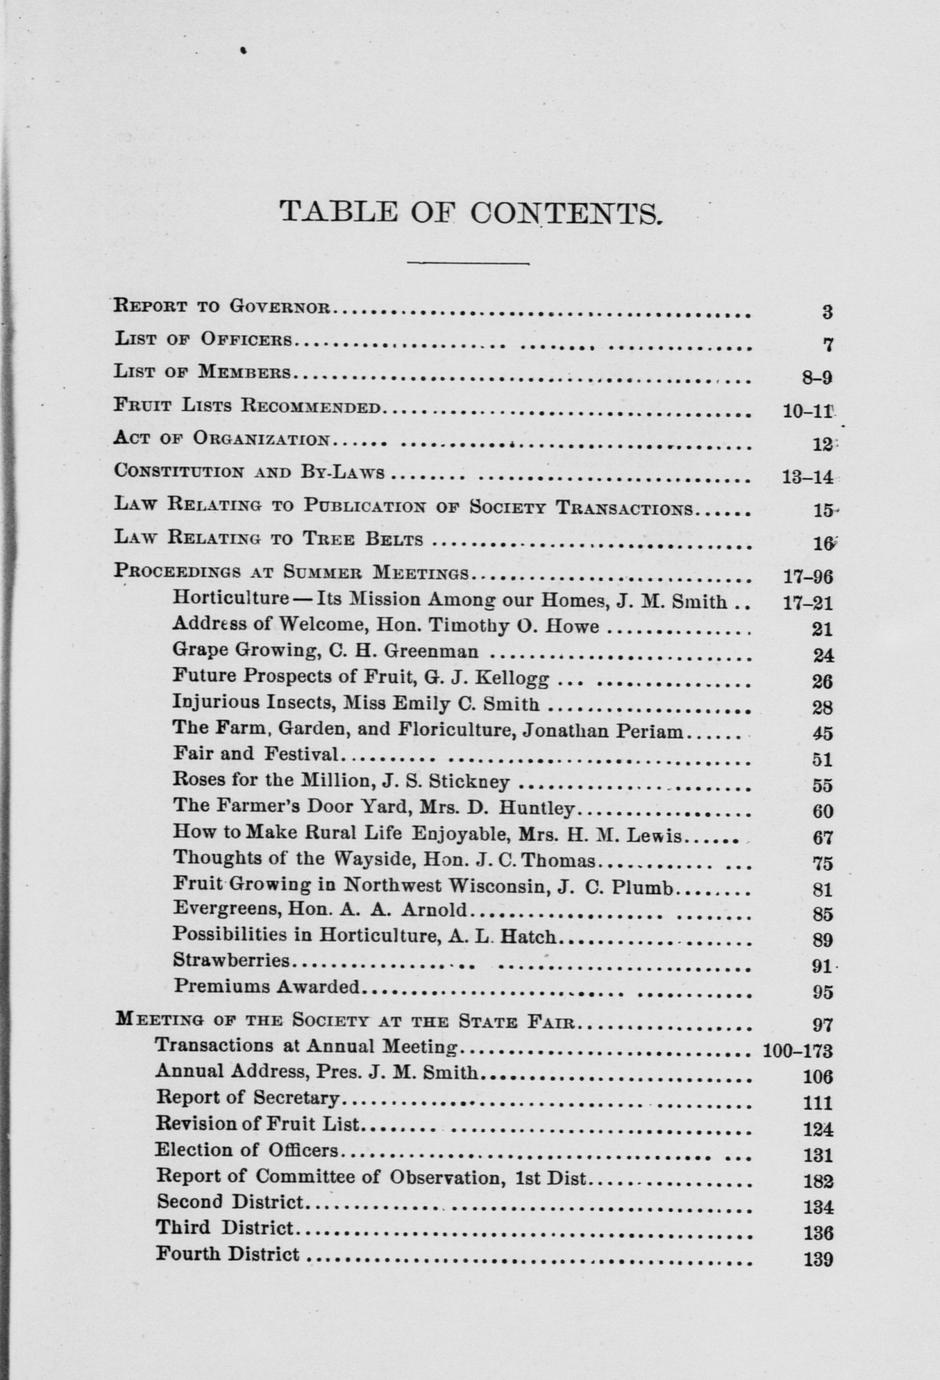 TABLE OF CONTENTS.
REPORT TO GOVERNOR 3
LIST OF OFFICERS 7
LIST OF MEMBERS 8–9
FRUIT LISTS RECOMMENDED 10–11
ACT OF ORGANIZATION 12
CONSTITUTION AND BY-LAWS 13–14
LAW RELATING TO PUBLICATION OF SOCIETY TRANSACTIONS 15
LAW RELATING TO TREE BELTS 16
PROCEEDINGS AT SUMMER MEETINGS 17–96
Horticulture — Its Mission Among our Homes, J. M. Smith 17–21
Address of Welcome, Hon. Timothy O. Howe 21
Grape Growing, C. H. Greenman 24
Future Prospects of Fruit, G. J. Kellogg 26
Injurious Insects, Miss Emily C. Smith 28
The Farm, Garden, and Floriculture, Jonathan Periam 45
Fair and Festival 51
Roses for the Million, J. S. Stickney 55
The Farmer's Door Yard, Mrs. D. Huntley 60
How to Make Rural Life Enjoyable, Mrs. H. M. Lewis 67
Thoughts of the Wayside, Hon. J. C. Thomas 75
Fruit Growing in Northwest Wisconsin, J. C. Plumb 81
Evergreens, Hon. A. A. Arnold 85
Possibilities in Horticulture, A. L. Hatch 89
Strawberries 91
Premiums Awarded 95
MEETING OF THE SOCIETY AT THE STATE FAIR 97
Transactions at Annual Meeting 100–173
Annual Address, Pres. J. M. Smith 106
Report of Secretary 111
Revision of Fruit List 124
Election of Officers 131
Report of Committee of Observation, 1st Dist 182
Second District 134
Third District 136
Fourth District 139